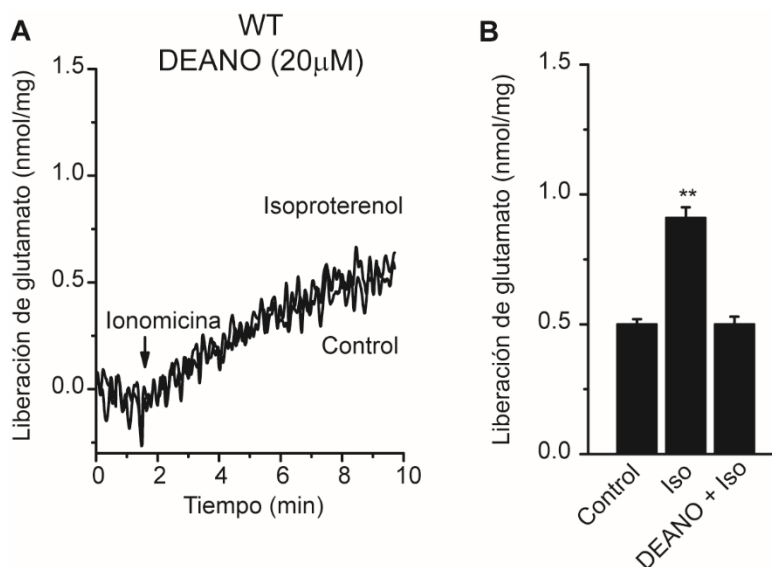 A
WT
DEANO (20μM)
Liberación de glutamato (nmol/mg)
1.5
1.0
0.5
0.0
Isoproterenol
Ionomicina
Control
0 2 4 6 8 10
Tiempo (min)
B
Liberación de glutamato (nmol/mg)
1.5
1.0
0.5
0.0
**
Control
Iso
DEANO + Iso